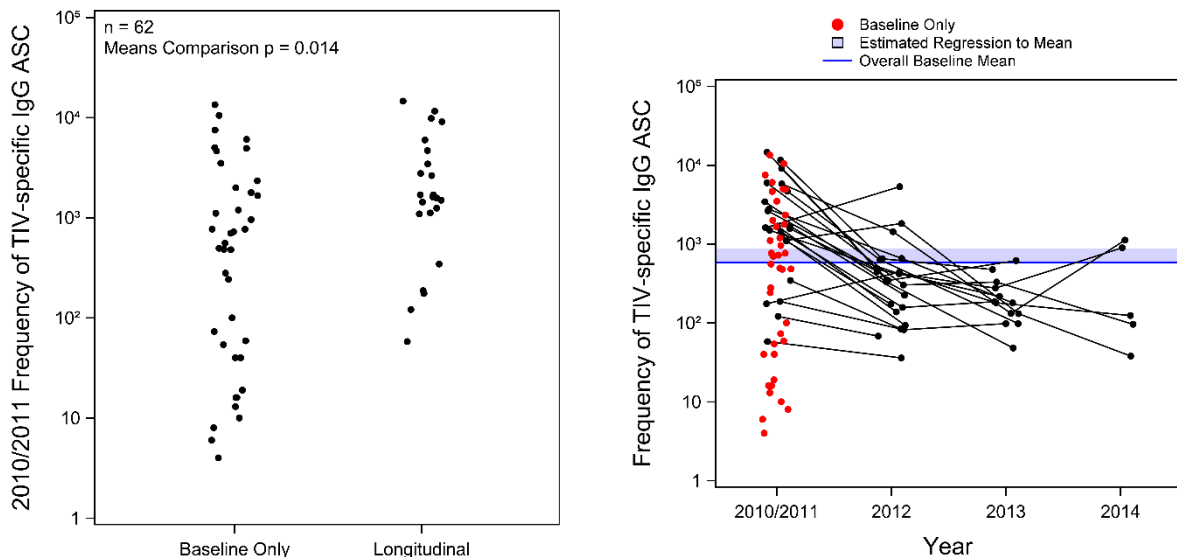 2010/2011 Frequency of TIV-specific IgG ASC
10⁵
10⁴
10³
10²
10
1
n = 62
Means Comparison p = 0.014
Baseline Only
Longitudinal
Baseline Only
Estimated Regression to Mean
Overall Baseline Mean
Frequency of TIV-specific IgG ASC
10⁵
10⁴
10³
10²
10
1
2010/2011
2012
2013
2014
Year